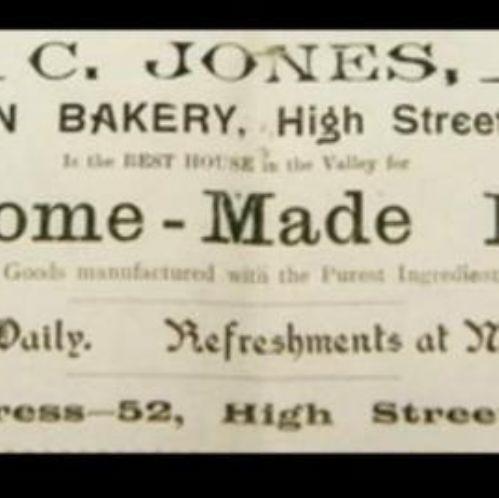 C. JONES,
N BAKERY, High Street
Is the BEST HOUSE in the Valley for
ome-Made
Goods manufactured with the Purest Ingredient
Daily. Refreshments at N
ress—52, High Stree